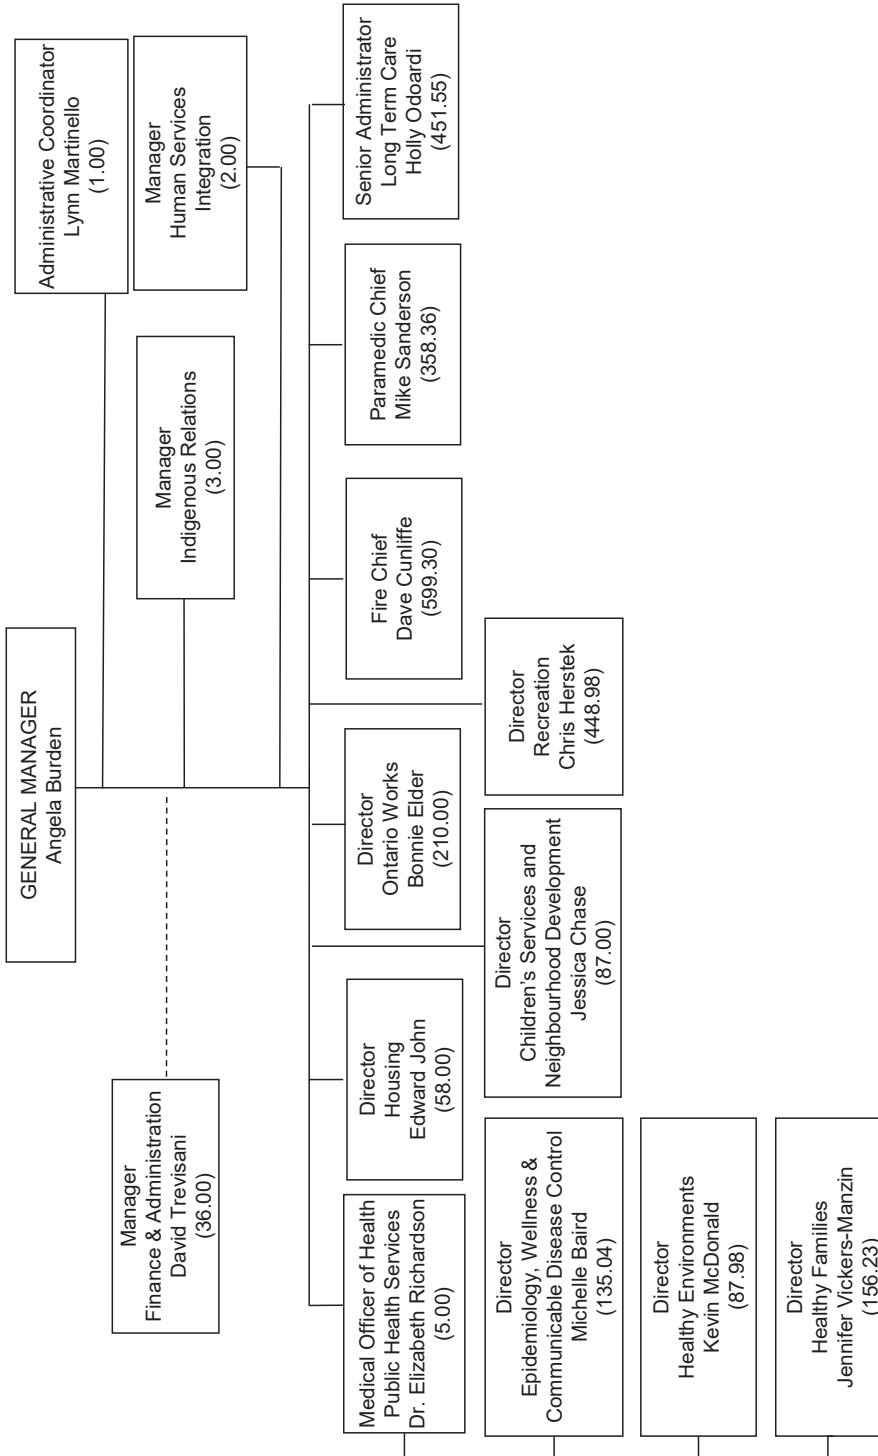 GENERAL MANAGER
Angela Burden
Administrative Coordinator
Lynn Martinello
(1.00)
Manager
Finance & Administration
David Trevisani
(36.00)
Manager
Indigenous Relations
(3.00)
Manager
Human Services
Integration
(2.00)
Medical Officer of Health
Public Health Services
Dr. Elizabeth Richardson
(5.00)
Director
Housing
Edward John
(58.00)
Director
Ontario Works
Bonnie Elder
(210.00)
Fire Chief
Dave Cunliffe
(599.30)
Paramedic Chief
Mike Sanderson
(358.36)
Senior Administrator
Long Term Care
Holly Odoardi
(451.55)
Director
Epidemiology, Wellness &
Communicable Disease Control
Michelle Baird
(135.04)
Director
Children's Services and
Neighbourhood Development
Jessica Chase
(87.00)
Director
Recreation
Chris Herstek
(448.98)
Director
Healthy Environments
Kevin McDonald
(87.98)
Director
Healthy Families
Jennifer Vickers-Manzin
(156.23)